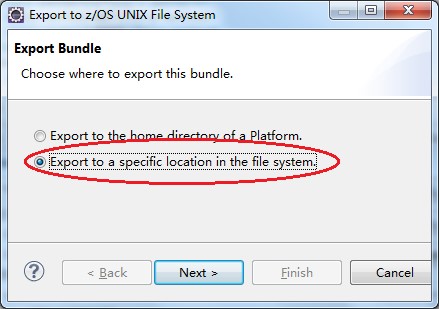 Export to z/OS UNIX File System
Export Bundle
Choose where to export this bundle.
Export to the home directory of a Platform.
Export to a specific location in the file system.
?
< Back
Next >
Finish
Cancel